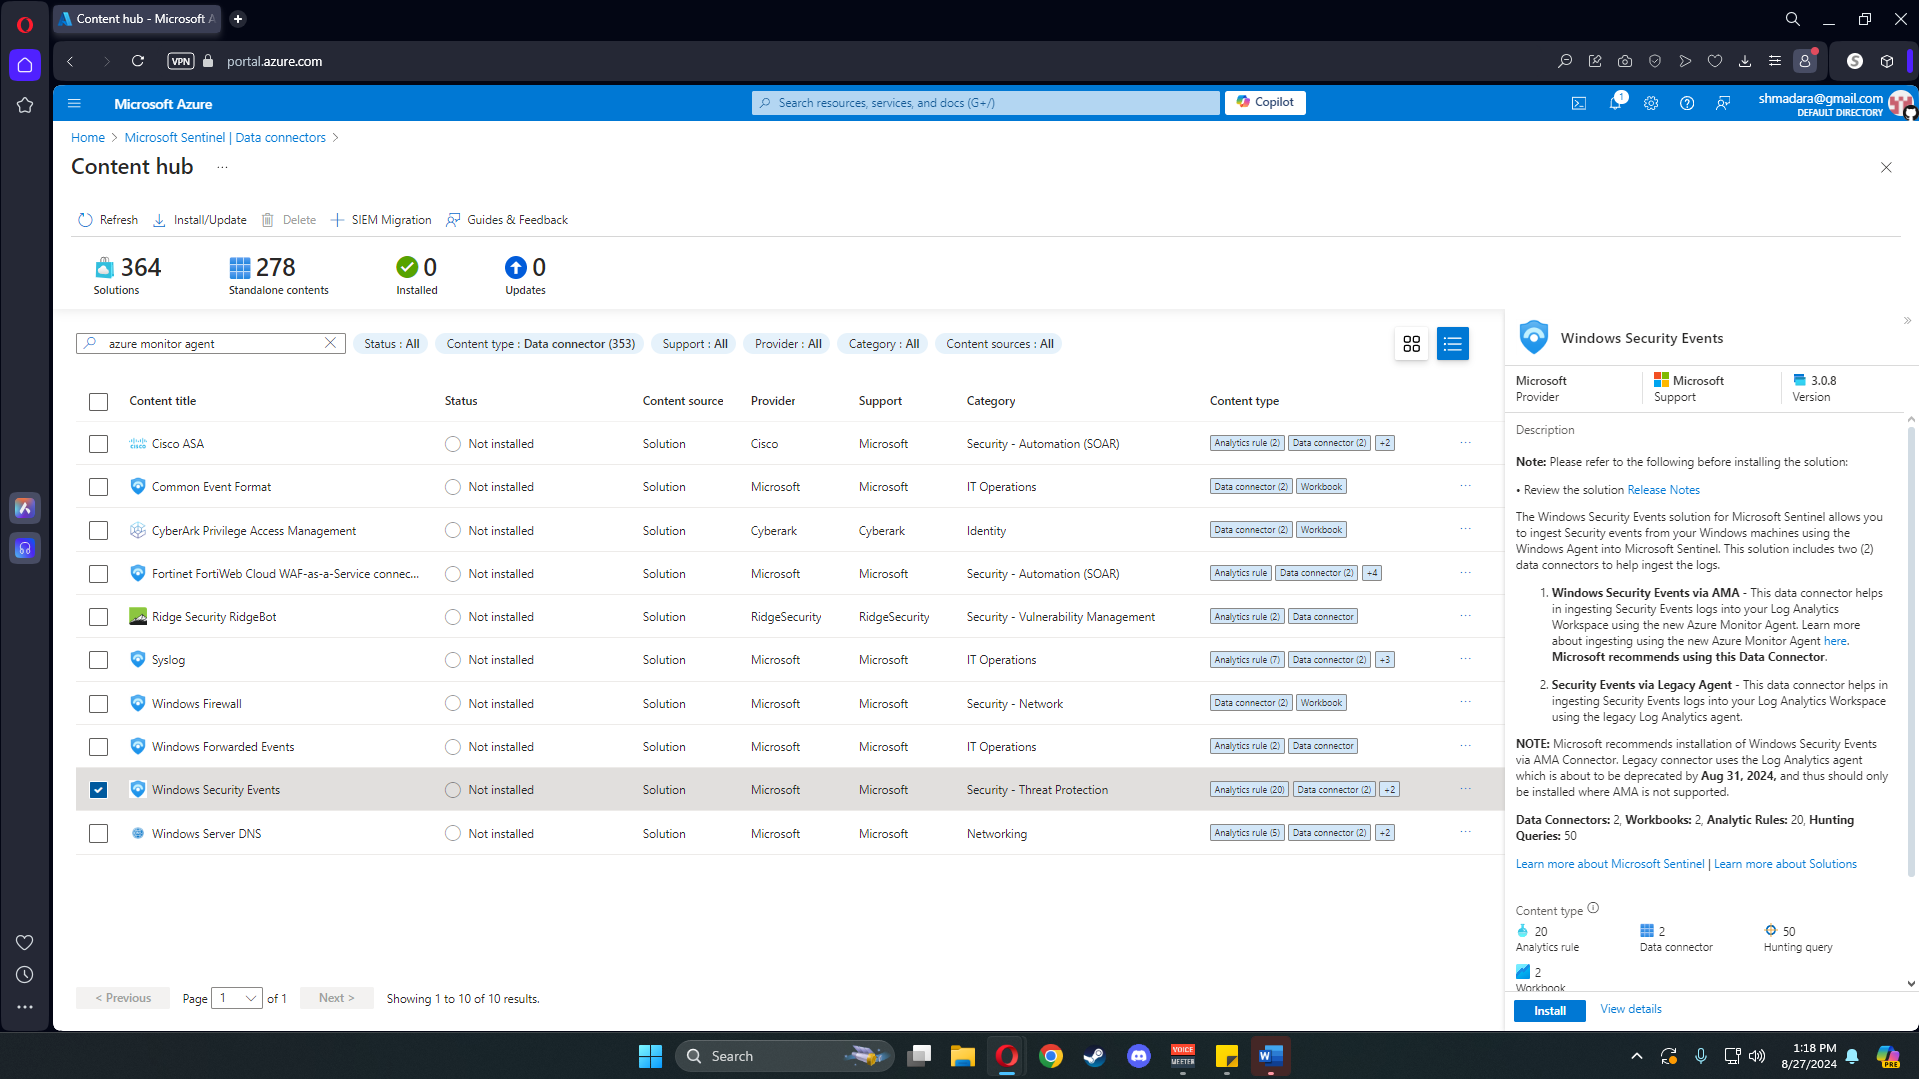 Content hub - Microsoft A
VPN
portal.azure.com
Microsoft Azure
Search resources, services, and docs (G+/)
Copilot
1
shmadara@gmail.com
DEFAULT DIRECTORY
Home > Microsoft Sentinel | Data connectors >
Content hub ...
Refresh Install/Update Delete SIEM Migration Guides & Feedback
364 278 0 0
Solutions Standalone contents Installed Updates
azure monitor agent Status : All Content type : Data connector (353) Support : All Provider : All Category : All Content sources : All
Content title Status Content source Provider Support Category Content type
Cisco ASA Not installed Solution Cisco Microsoft Security - Automation (SOAR) Analytics rule (2) Data connector (2) +2 ...
Common Event Format Not installed Solution Microsoft Microsoft IT Operations Data connector (2) Workbook ...
CyberArk Privilege Access Management Not installed Solution Cyberark Cyberark Identity Data connector (2) Workbook ...
Fortinet FortiWeb Cloud WAF-as-a-Service connec... Not installed Solution Microsoft Microsoft Security - Automation (SOAR) Analytics rule Data connector (2) +4 ...
Ridge Security RidgeBot Not installed Solution RidgeSecurity RidgeSecurity Security - Vulnerability Management Analytics rule (2) Data connector ...
Syslog Not installed Solution Microsoft Microsoft IT Operations Analytics rule (7) Data connector (2) +3 ...
Windows Firewall Not installed Solution Microsoft Microsoft Security - Network Data connector (2) Workbook ...
Windows Forwarded Events Not installed Solution Microsoft Microsoft IT Operations Analytics rule (2) Data connector ...
Windows Security Events Not installed Solution Microsoft Microsoft Security - Threat Protection Analytics rule (20) Data connector (2) +2 ...
Windows Server DNS Not installed Solution Microsoft Microsoft Networking Analytics rule (5) Data connector (2) +2 ...
< Previous Page 1 of 1 Next > Showing 1 to 10 of 10 results.
Windows Security Events
Microsoft Microsoft 3.0.8
Provider Support Version
Description
Note: Please refer to the following before installing the solution:
• Review the solution Release Notes
The Windows Security Events solution for Microsoft Sentinel allows you
to ingest Security events from your Windows machines using the
Windows Agent into Microsoft Sentinel. This solution includes two (2)
data connectors to help ingest the logs.
1. Windows Security Events via AMA - This data connector helps
in ingesting Security Events logs into your Log Analytics
Workspace using the new Azure Monitor Agent. Learn more
about ingesting using the new Azure Monitor Agent here.
Microsoft recommends using this Data Connector.
2. Security Events via Legacy Agent - This data connector helps in
ingesting Security Events logs into your Log Analytics Workspace
using the legacy Log Analytics agent.
NOTE: Microsoft recommends installation of Windows Security Events
via AMA Connector. Legacy connector uses the Log Analytics agent
which is about to be deprecated by Aug 31, 2024, and thus should only
be installed where AMA is not supported.
Data Connectors: 2, Workbooks: 2, Analytic Rules: 20, Hunting
Queries: 50
Learn more about Microsoft Sentinel | Learn more about Solutions
Content type
20 2 50
Analytics rule Data connector Hunting query
2
Workbook
Install View details
Search
VOICE
MEETER
1:18 PM
8/27/2024
PRE